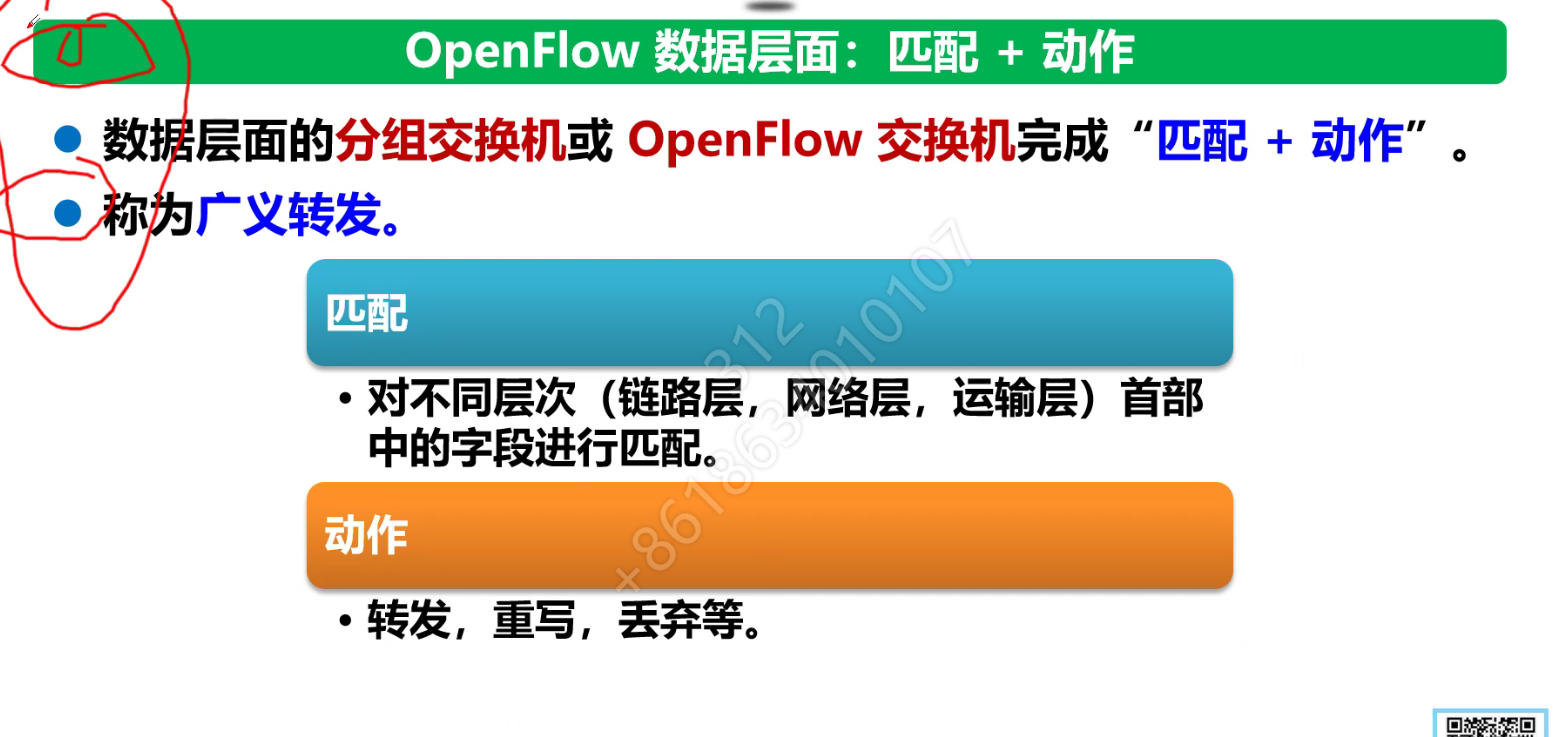 OpenFlow 数据层面：匹配 + 动作
数据层面的分组交换机或 OpenFlow 交换机完成“匹配 + 动作”。
称为广义转发。
匹配
• 对不同层次（链路层，网络层，运输层）首部
中的字段进行匹配。
动作
• 转发，重写，丢弃等。
312
+8618634010107